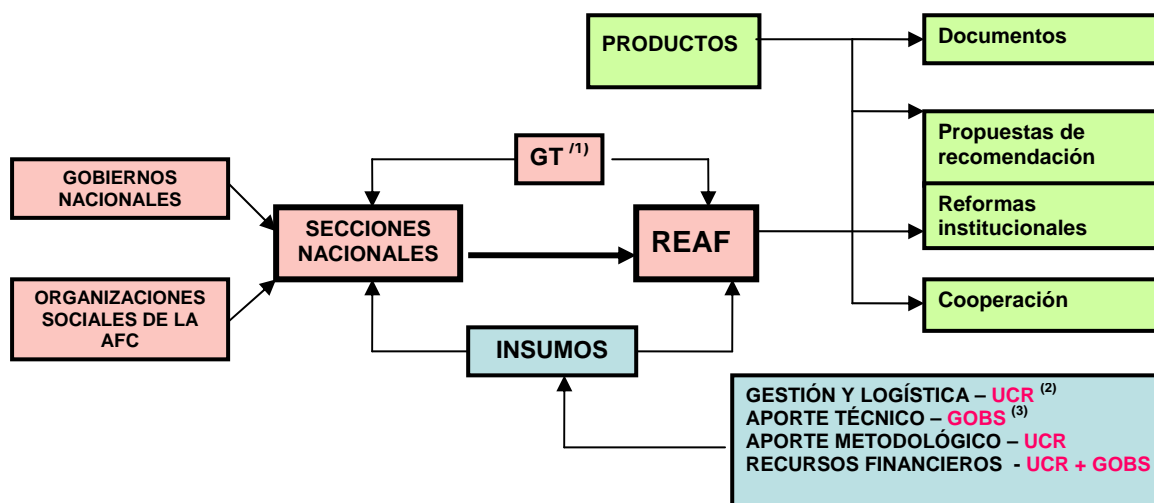 PRODUCTOS
Documentos
Propuestas de
recomendación
Reformas
institucionales
Cooperación
GT /1)
GOBIERNOS
NACIONALES
SECCIONES
NACIONALES
REAF
ORGANIZACIONES
SOCIALES DE LA
AFC
INSUMOS
GESTIÓN Y LOGÍSTICA – UCR (2)
APORTE TÉCNICO – GOBS (3)
APORTE METODOLÓGICO – UCR
RECURSOS FINANCIEROS - UCR + GOBS